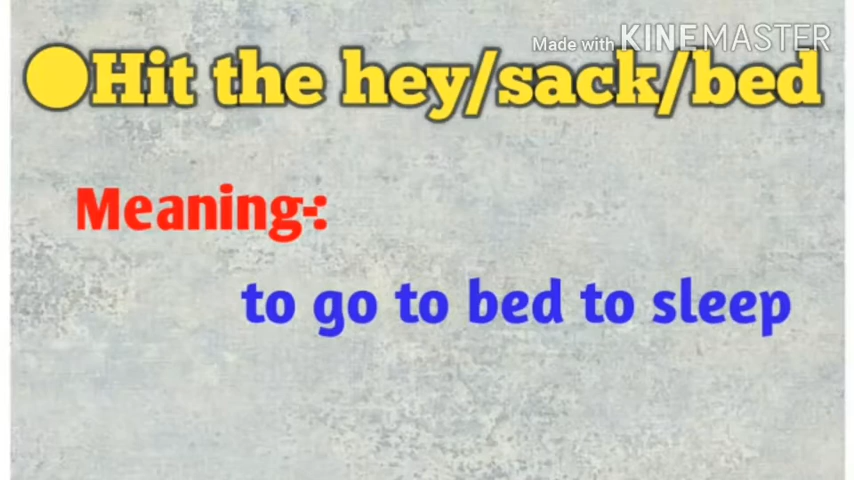 Made with KINEMASTER
Hit the hey/sack/bed
Meaning-:
to go to bed to sleep